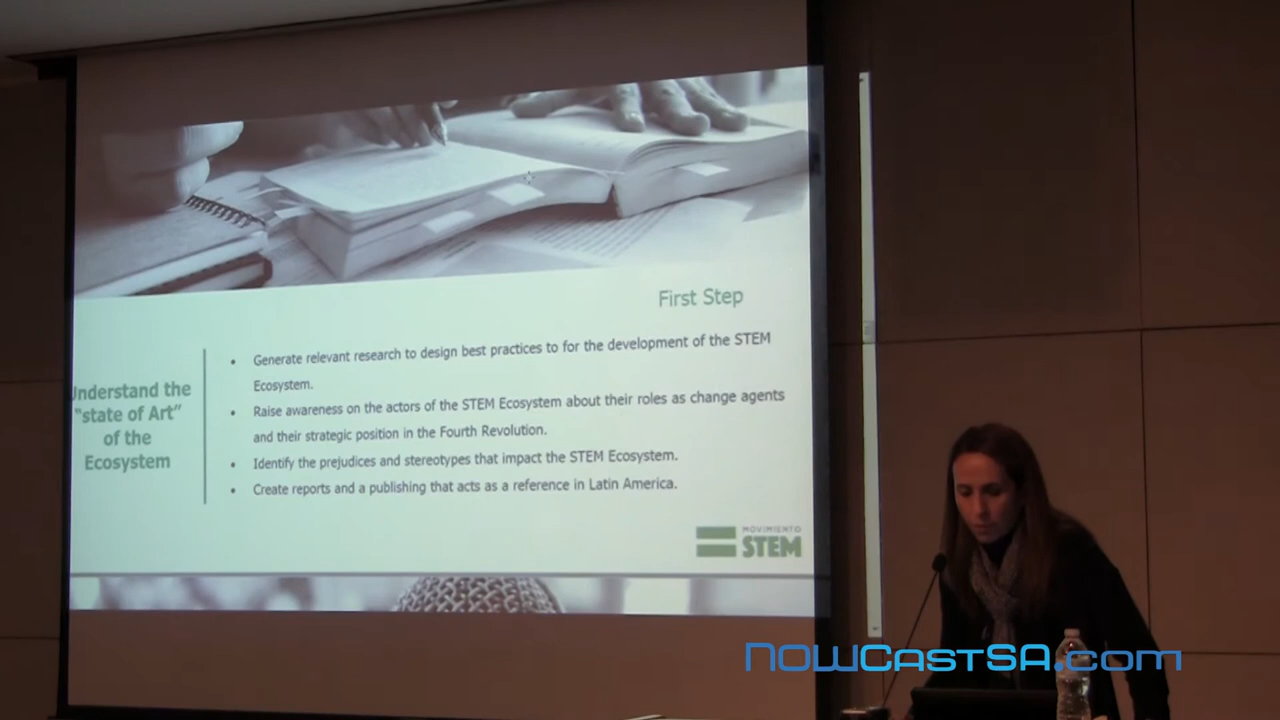 First Step
Understand the
"state of Art"
of the
Ecosystem
• Generate relevant research to design best practices to for the development of the STEM
Ecosystem.
• Raise awareness on the actors of the STEM Ecosystem about their roles as change agents
and their strategic position in the Fourth Revolution.
• Identify the prejudices and stereotypes that impact the STEM Ecosystem.
• Create reports and a publishing that acts as a reference in Latin America.
MOVIMIENTO
STEM
NOWCASTSA.com